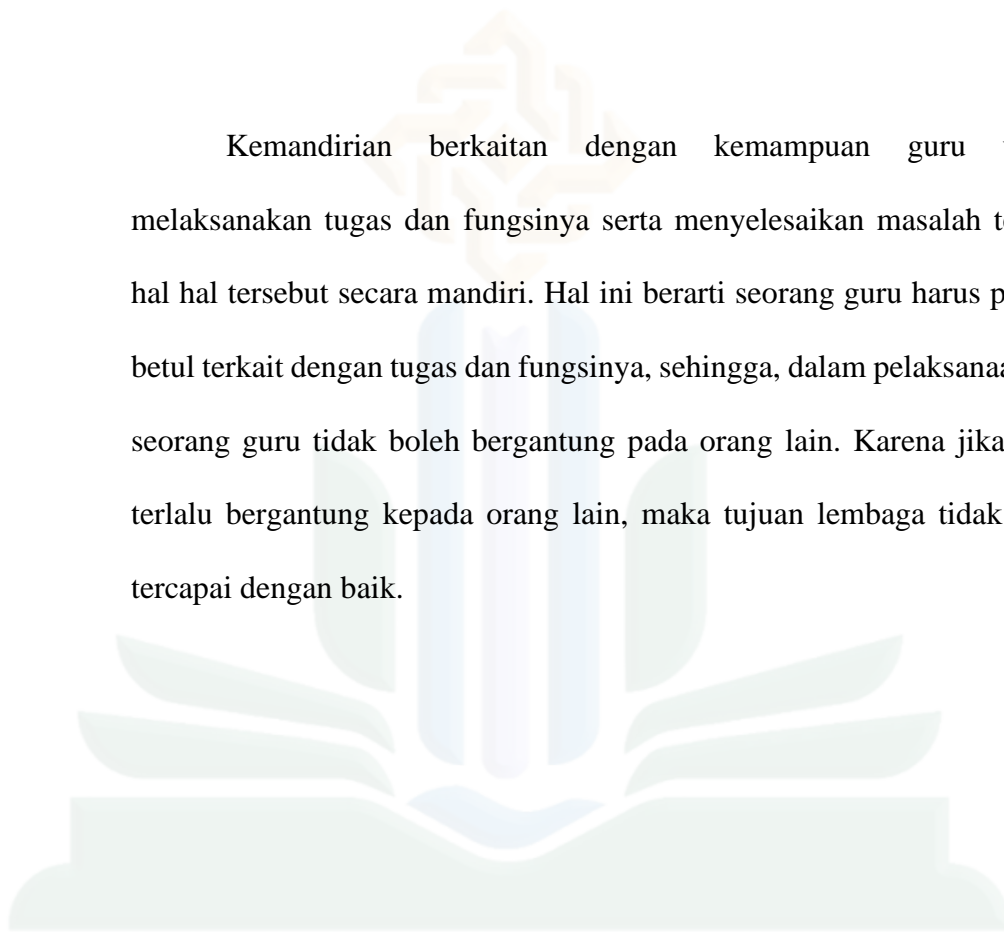 Kemandirian berkaitan dengan kemampuan guru
melaksanakan tugas dan fungsinya serta menyelesaikan masalah
hal hal tersebut secara mandiri. Hal ini berarti seorang guru harus
betul terkait dengan tugas dan fungsinya, sehingga, dalam
seorang guru tidak boleh bergantung pada orang lain. Karena jika
terlalu bergantung kepada orang lain, maka tujuan lembaga tidak
tercapai dengan baik.